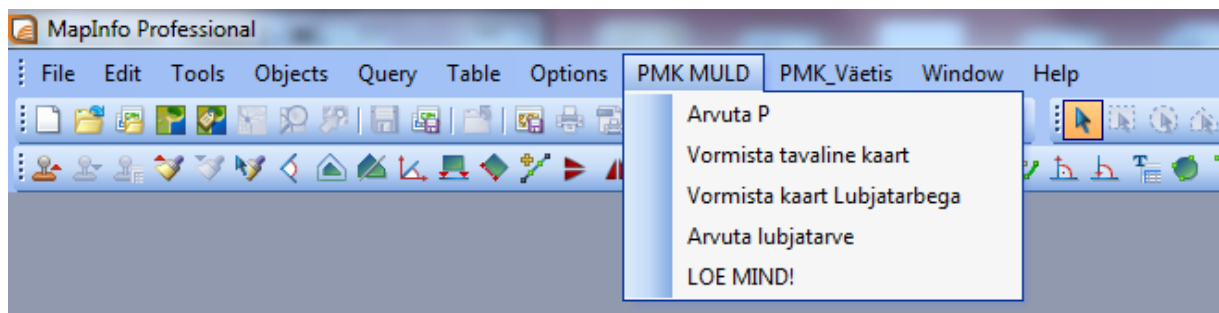 MapInfo Professional
File Edit Tools Objects Query Table Options PMK MULD PMK_Väetis Window Help
Arvuta P
Vormista tavaline kaart
Vormista kaart Lubjatarbega
Arvuta lubjatarve
LOE MIND!